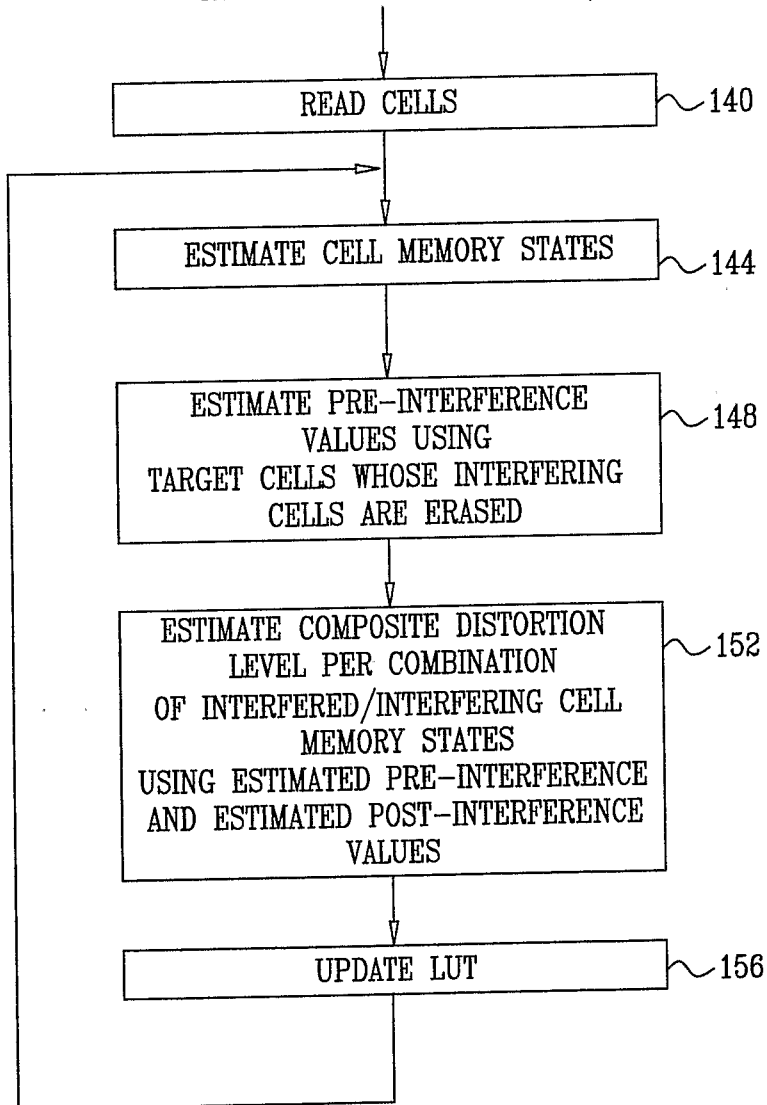 READ CELLS
140
ESTIMATE CELL MEMORY STATES
144
ESTIMATE PRE-INTERFERENCE
VALUES USING
TARGET CELLS WHOSE INTERFERING
CELLS ARE ERASED
148
ESTIMATE COMPOSITE DISTORTION
LEVEL PER COMBINATION
OF INTERFERED/INTERFERING CELL
MEMORY STATES
USING ESTIMATED PRE-INTERFERENCE
AND ESTIMATED POST-INTERFERENCE
VALUES
152
UPDATE LUT
156